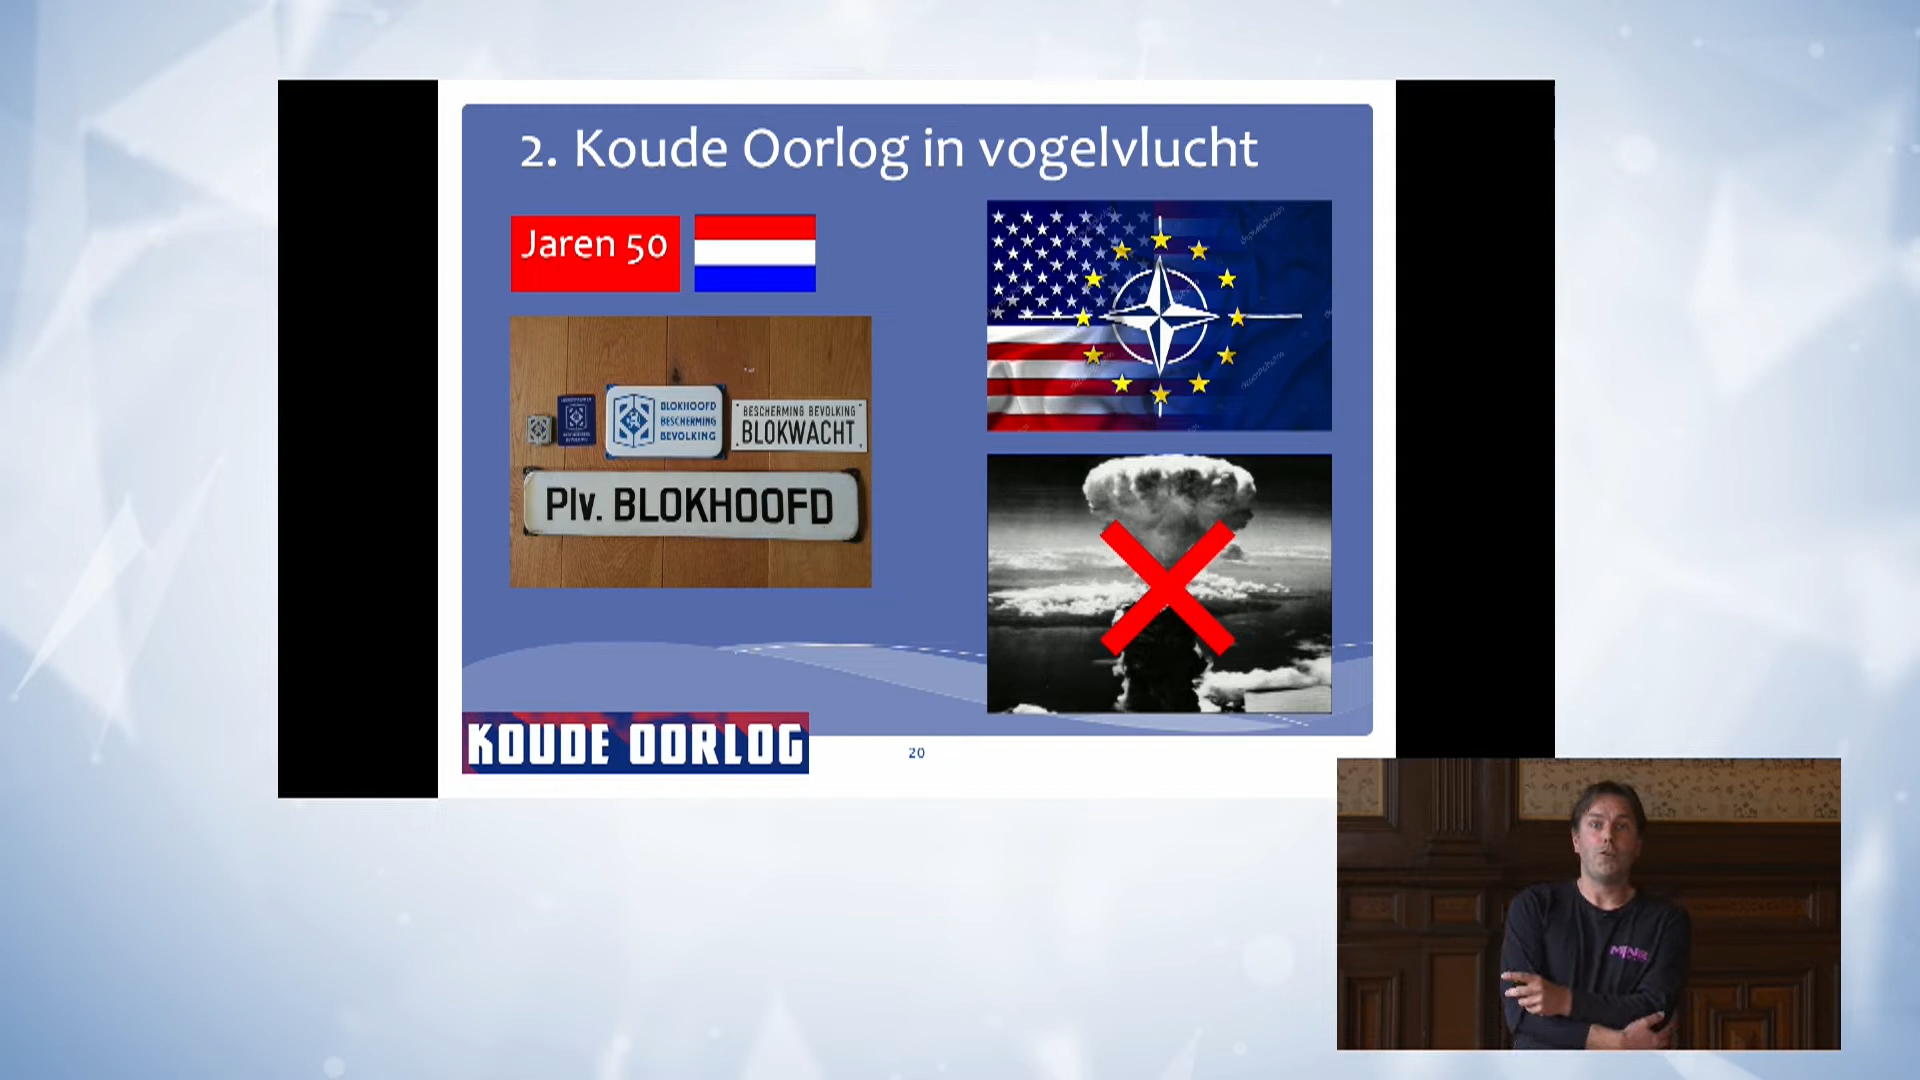 2. Koude Oorlog in vogelvlucht
Jaren 50
BLOKHOOFD
BESCHERMING
BEVOLKING
BESCHERMING BEVOLKING
BLOKWACHT
Plv. BLOKHOOFD
KOUDE OORLOG
20